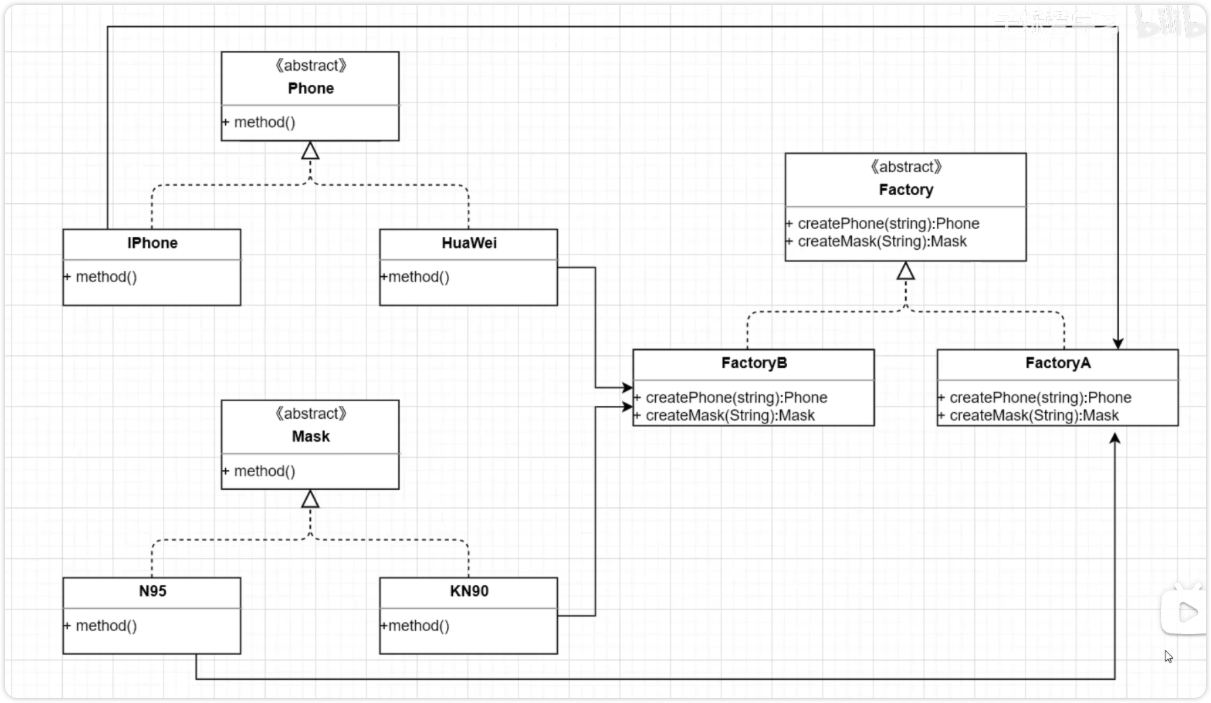 《abstract》
Phone
+ method()
IPhone
+ method()
HuaWei
+method()
《abstract》
Factory
+ createPhone(string):Phone
+ createMask(String):Mask
FactoryB
+ createPhone(string):Phone
+ createMask(String):Mask
FactoryA
+ createPhone(string):Phone
+ createMask(String):Mask
《abstract》
Mask
+ method()
N95
+ method()
KN90
+method()